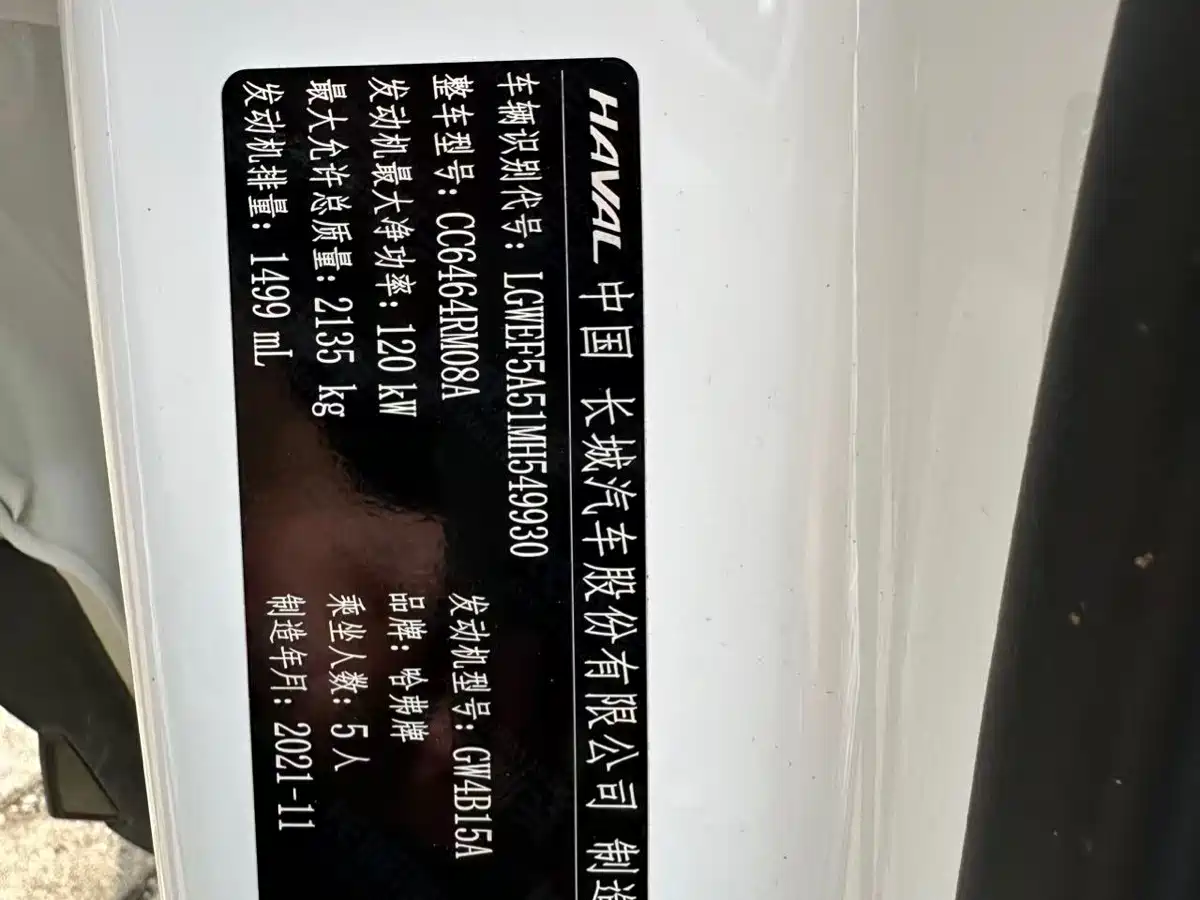 HAVAL 中国 长城汽车股份有限公司 制造
车辆识别代号: LGWEF5A51MH549930
整车型号: CC6464RM08A 发动机型号: GW4B15A
发动机最大净功率: 120 kW 品牌: 哈弗牌
最大允许总质量: 2135 kg 乘坐人数: 5 人
发动机排量: 1499 mL 制造年月: 2021-11